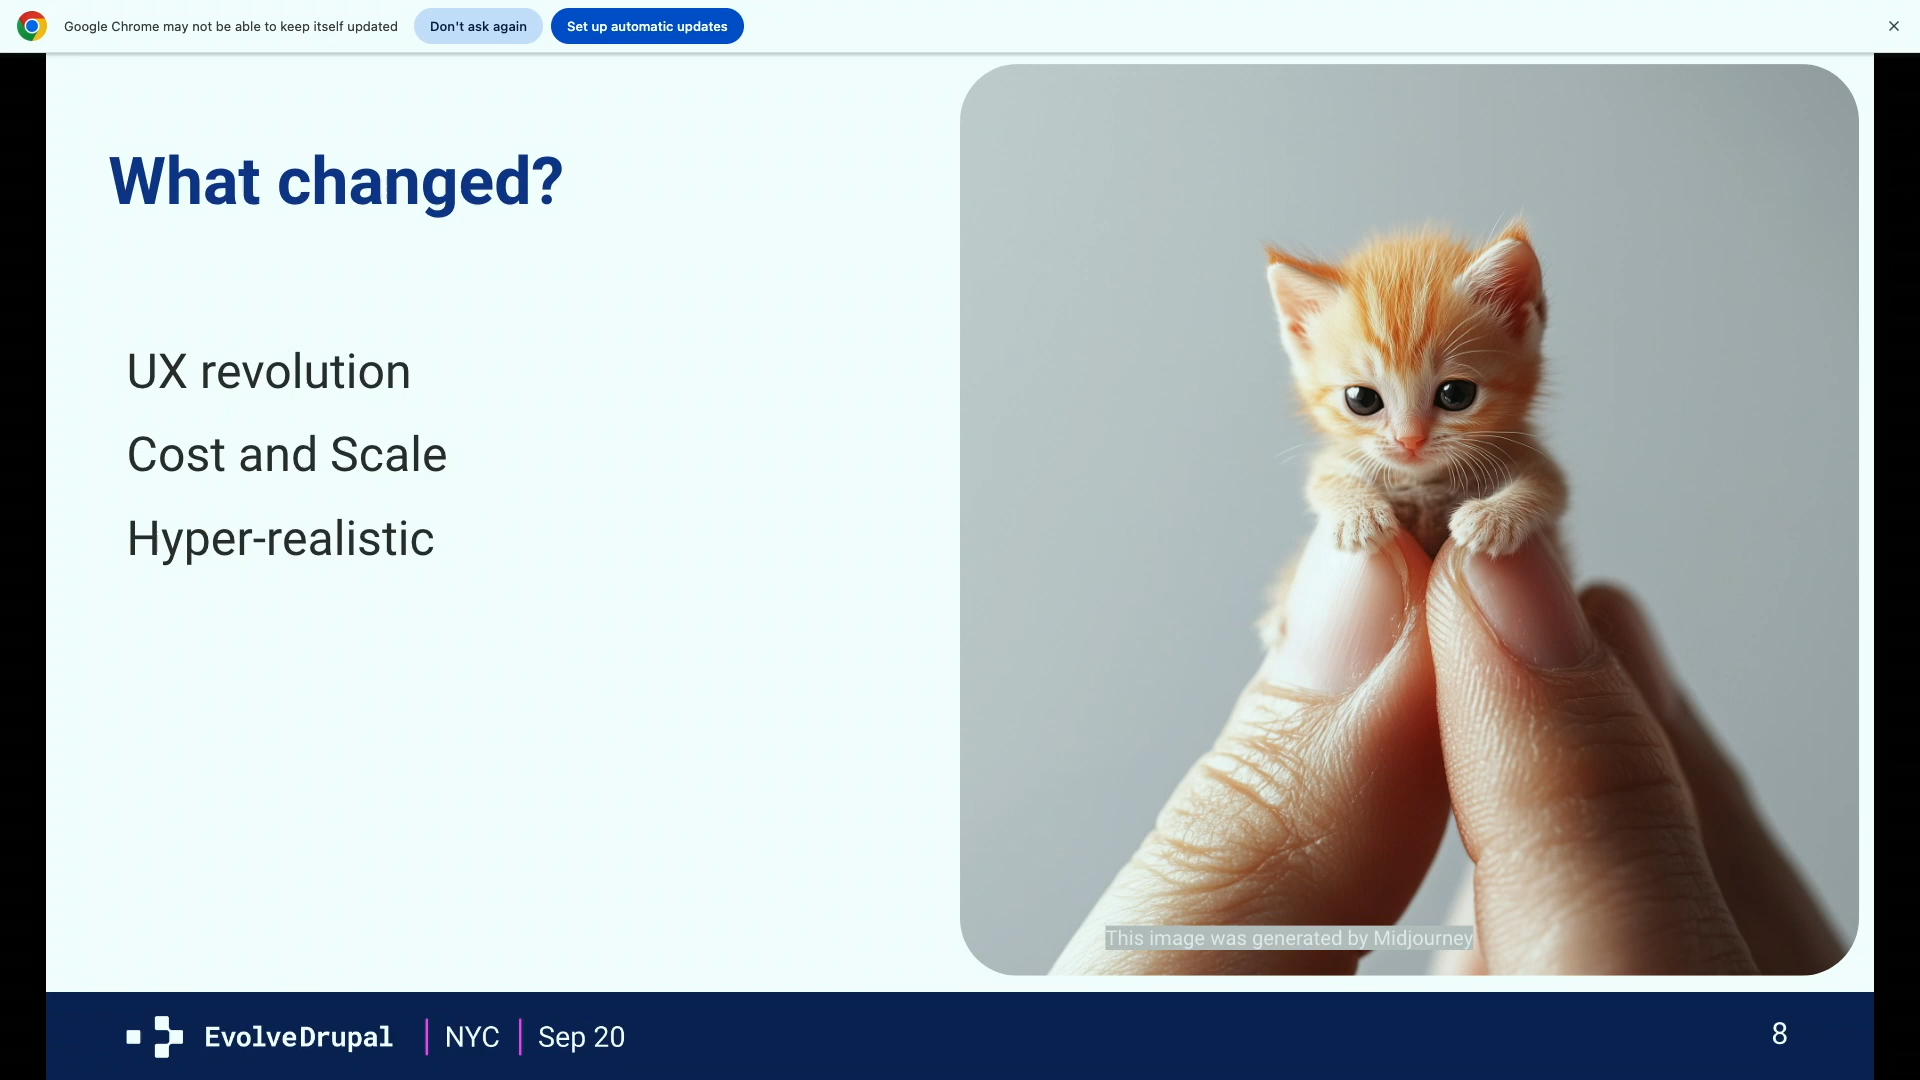 Google Chrome may not be able to keep itself updated
Don't ask again
Set up automatic updates
What changed?
UX revolution
Cost and Scale
Hyper-realistic
This image was generated by Midjourney
EvolveDrupal | NYC | Sep 20
8